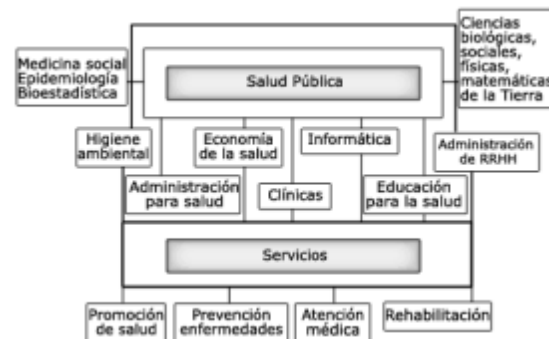 Ciencias
biológicas,
sociales,
físicas,
matemáticas
de la Tierra
Medicina social
Epidemiología
Bioestadística
Salud Pública
Higiene
ambiental
Economía
de la salud
Informática
Administración
de RRHH
Administración
para salud
Clínicas
Educación
para la salud
Servicios
Promoción
de salud
Prevención
enfermedades
Atención
médica
Rehabilitación